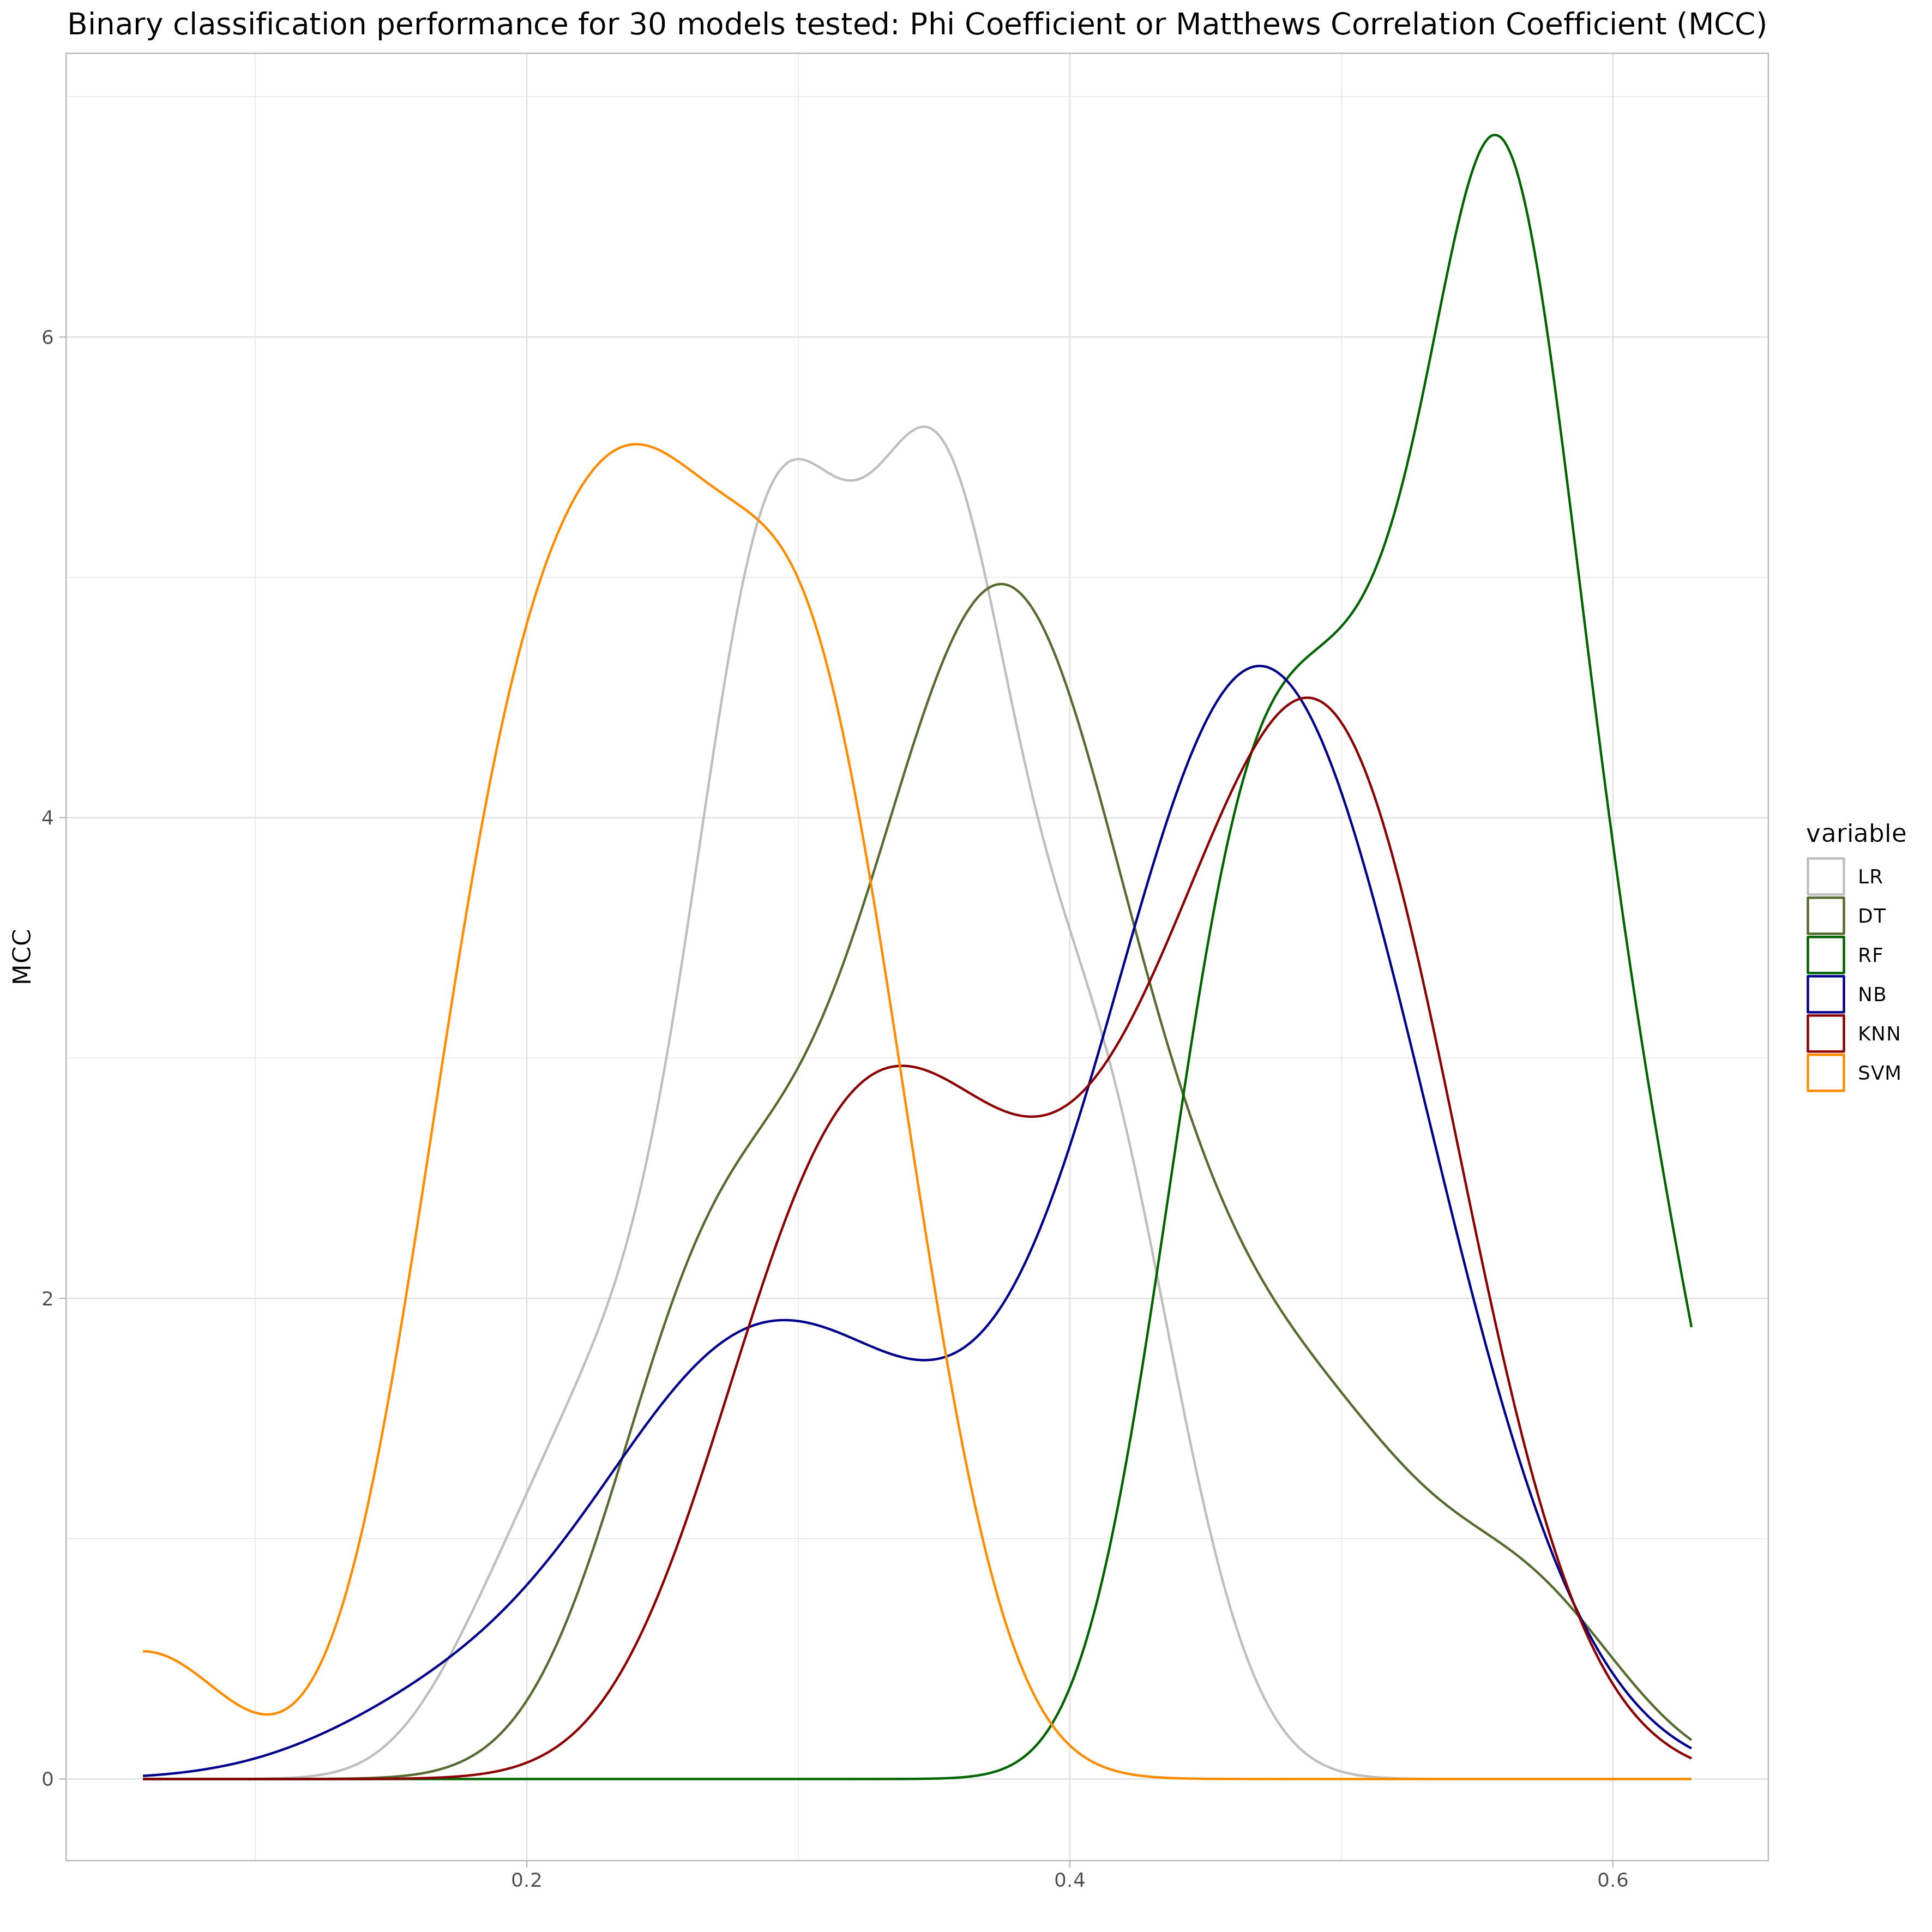 Binary classification performance for 30 models tested: Phi Coefficient or Matthews Correlation Coefficient (MCC)
6
4
2
0
MCC
0.2
0.4
0.6
variable
LR
DT
RF
NB
KNN
SVM